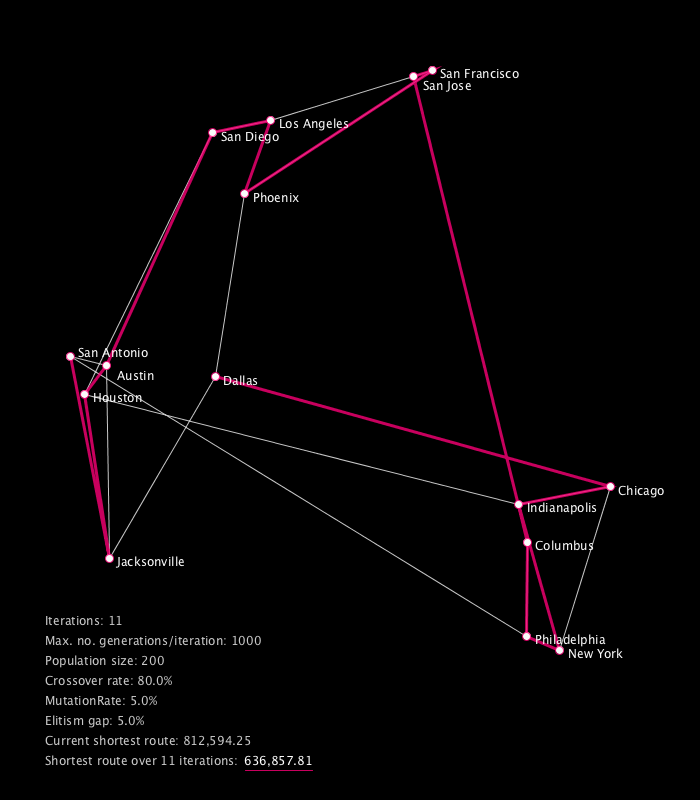 San Francisco
San Jose
Los Angeles
San Diego
Phoenix
San Antonio
Austin
Dallas
Houston
Chicago
Indianapolis
Columbus
Jacksonville
Philadelphia
New York
Iterations: 11
Max. no. generations/iteration: 1000
Population size: 200
Crossover rate: 80.0%
MutationRate: 5.0%
Elitism gap: 5.0%
Current shortest route: 812,594.25
Shortest route over 11 iterations: 636,857.81